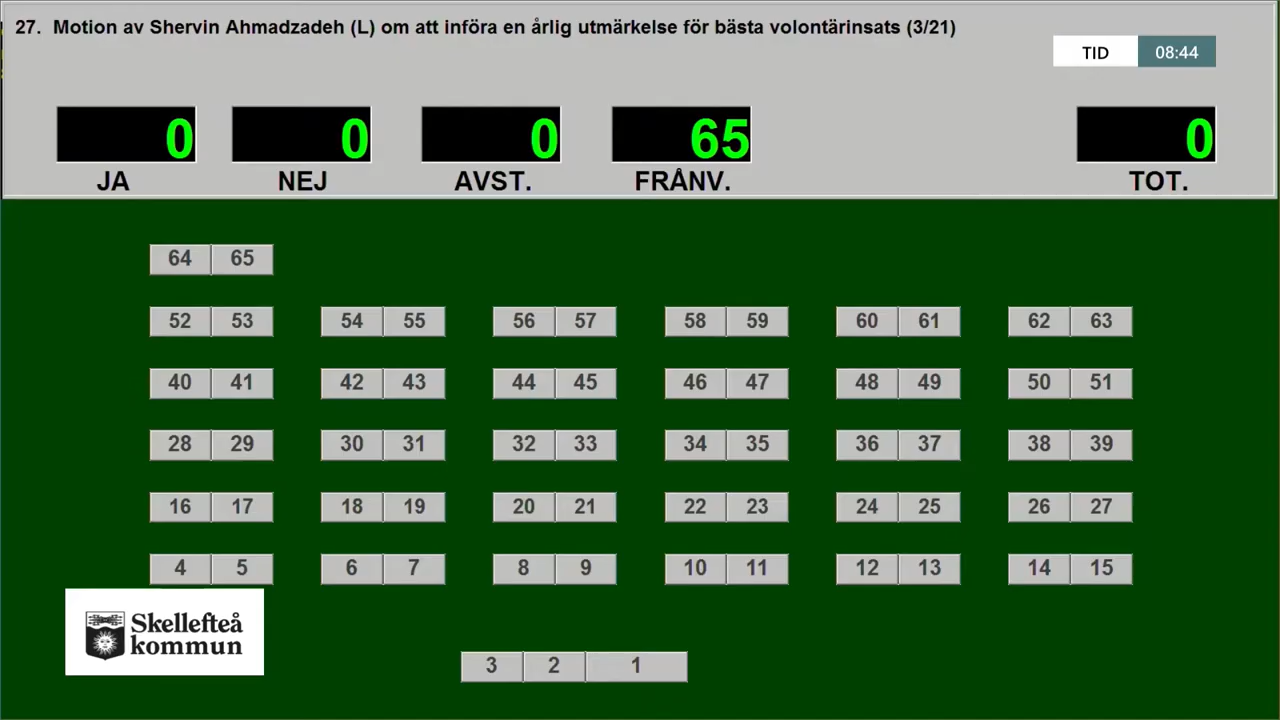 27. Motion av Shervin Ahmadzadeh (L) om att införa en årlig utmärkelse för bästa volontärinsats (3/21)
TID 08:44
0 0 0 65 0
JA NEJ AVST. FRÅNV. TOT.
64 65
52 53 54 55 56 57 58 59 60 61 62 63
40 41 42 43 44 45 46 47 48 49 50 51
28 29 30 31 32 33 34 35 36 37 38 39
16 17 18 19 20 21 22 23 24 25 26 27
4 5 6 7 8 9 10 11 12 13 14 15
Skellefteå
kommun
3 2 1